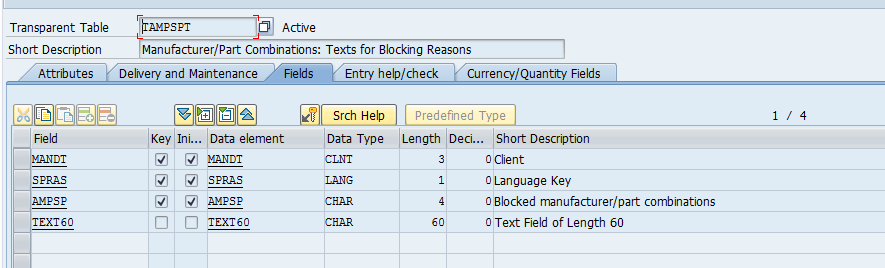 Transparent Table TAMPSPT Active
Short Description Manufacturer/Part Combinations: Texts for Blocking Reasons
Attributes Delivery and Maintenance Fields Entry help/check Currency/Quantity Fields
Srch Help Predefined Type 1 / 4
Field Key Ini... Data element Data Type Length Deci... Short Description
MANDT MANDT CLNT 3 0 Client
SPRAS SPRAS LANG 1 0 Language Key
AMPSP AMPSP CHAR 4 0 Blocked manufacturer/part combinations
TEXT60 TEXT60 CHAR 60 0 Text Field of Length 60